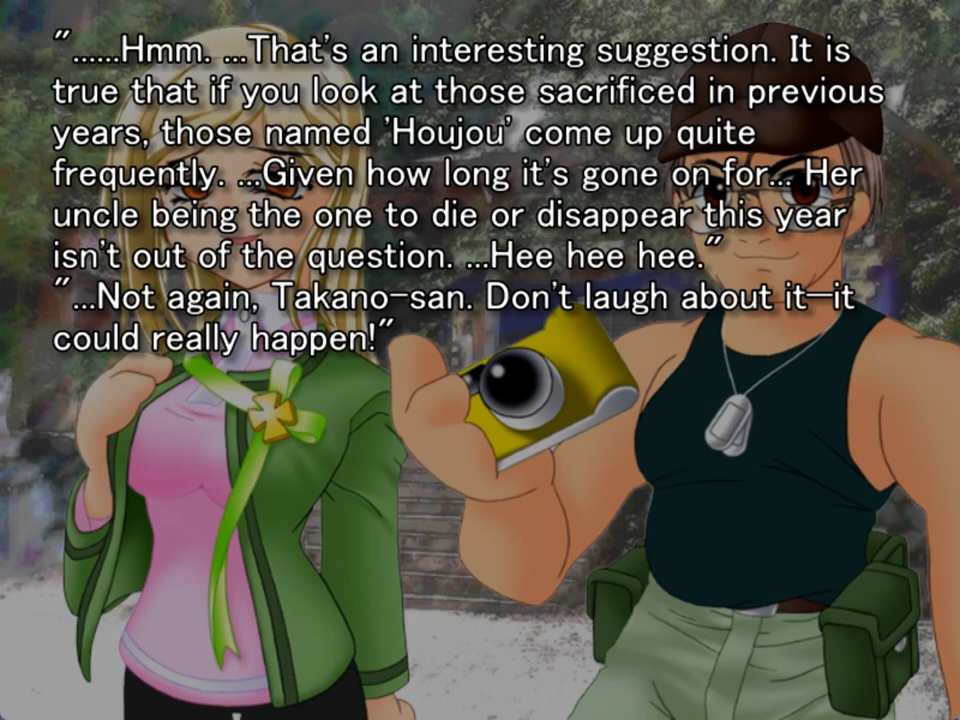 "......Hmm. ...That's an interesting suggestion. It is
true that if you look at those sacrificed in previous
years, those named 'Houjou' come up quite
frequently. ...Given how long it's gone on for... Her
uncle being the one to die or disappear this year
isn't out of the question. ...Hee hee hee."
"...Not again, Takano-san. Don't laugh about it—it
could really happen!"